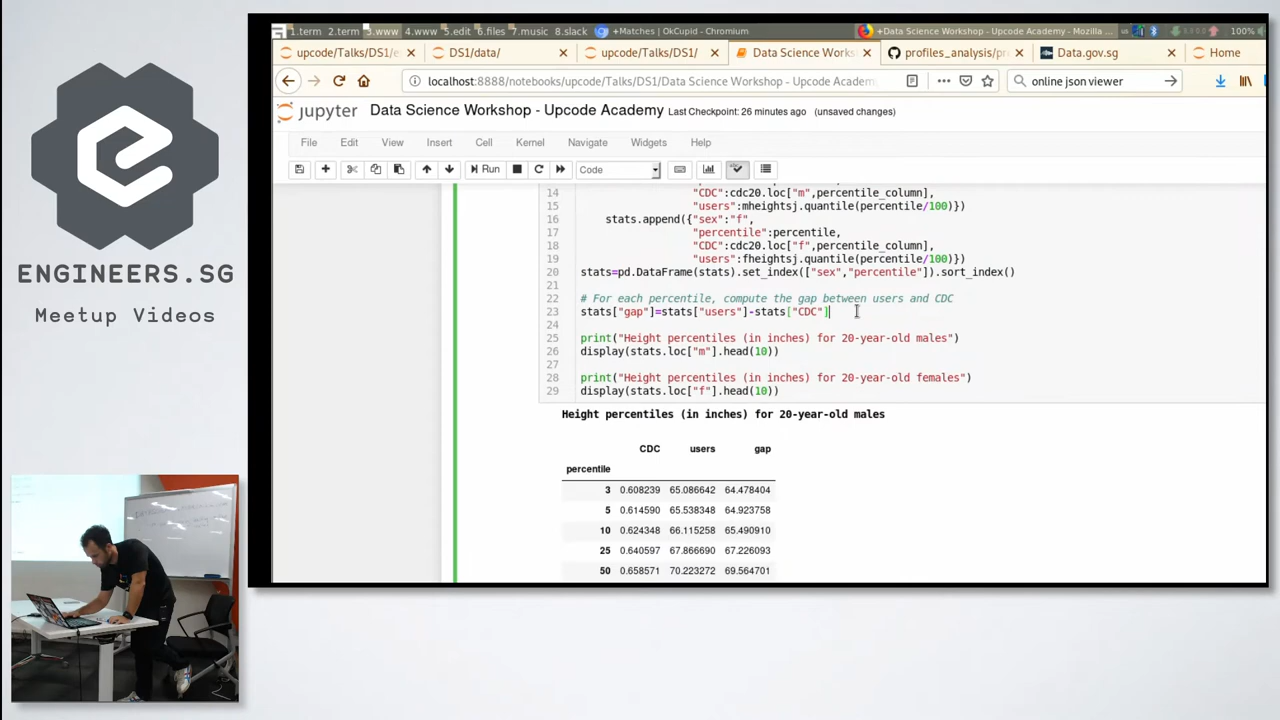 ENGINEERS.SG
Meetup Videos
1.term 2.term 3.www 4.www 5.edit 6.files 7.music 8.slack +Matches | OkCupid - Chromium +Data Science Workshop - Upcode Academy - Mozilla 100%
upcode/Talks/DS1/ DS1/data/ upcode/Talks/DS1/ Data Science Works profiles_analysis/pr Data.gov.sg Home
localhost:8888/notebooks/upcode/Talks/DS1/Data Science Workshop - Upcode Academ online json viewer
jupyter Data Science Workshop - Upcode Academy Last Checkpoint: 26 minutes ago (unsaved changes)
File Edit View Insert Cell Kernel Navigate Widgets Help
Run Code
14 "CDC":cdc20.loc["m",percentile_column],
15 "users":mheightsj.quantile(percentile/100)})
16 stats.append({"sex":"f",
17 "percentile":percentile,
18 "CDC":cdc20.loc["f",percentile_column],
19 "users":fheightsj.quantile(percentile/100)})
20 stats=pd.DataFrame(stats).set_index(["sex","percentile"]).sort_index()
21
22 # For each percentile, compute the gap between users and CDC
23 stats["gap"]=stats["users"]-stats["CDC"]
24
25 print("Height percentiles (in inches) for 20-year-old males")
26 display(stats.loc["m"].head(10))
27
28 print("Height percentiles (in inches) for 20-year-old females")
29 display(stats.loc["f"].head(10))
Height percentiles (in inches) for 20-year-old males
CDC users gap
percentile
3 0.608239 65.086642 64.478404
5 0.614590 65.538348 64.923758
10 0.624348 66.115258 65.490910
25 0.640597 67.866690 67.226093
50 0.658571 70.223272 69.564701